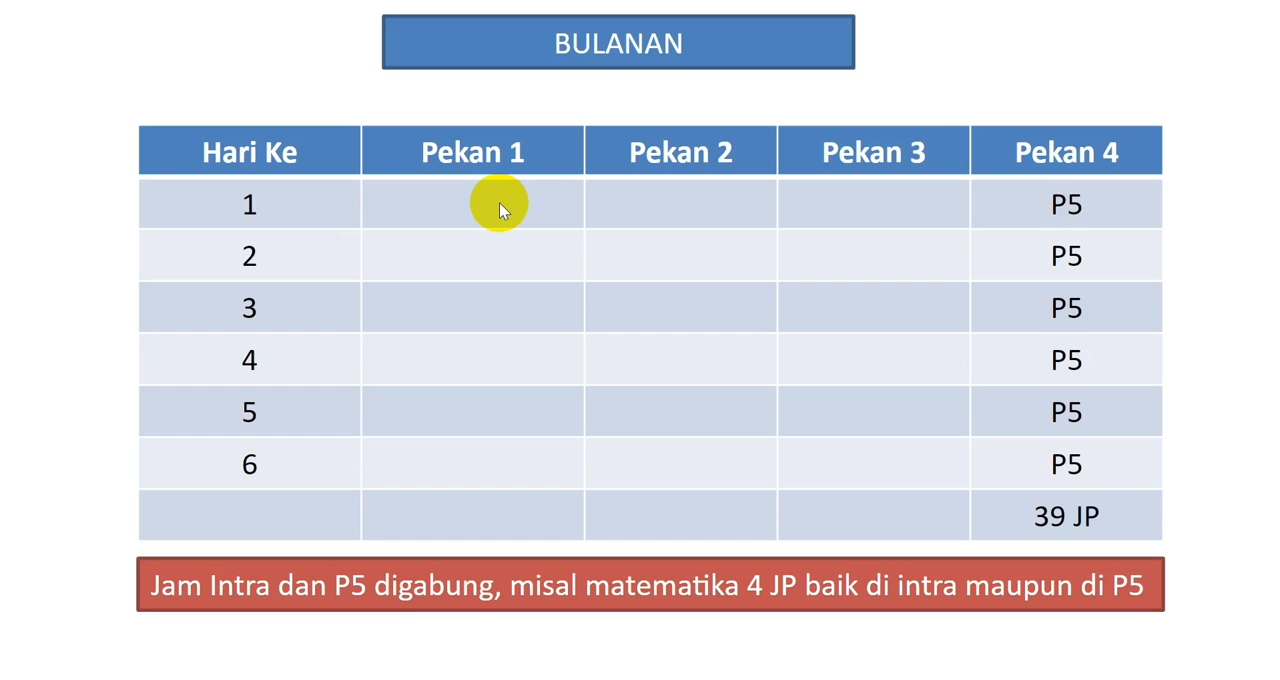 BULANAN
Hari Ke Pekan 1 Pekan 2 Pekan 3 Pekan 4
1 P5
2 P5
3 P5
4 P5
5 P5
6 P5
39 JP
Jam Intra dan P5 digabung, misal matematika 4 JP baik di intra maupun di P5